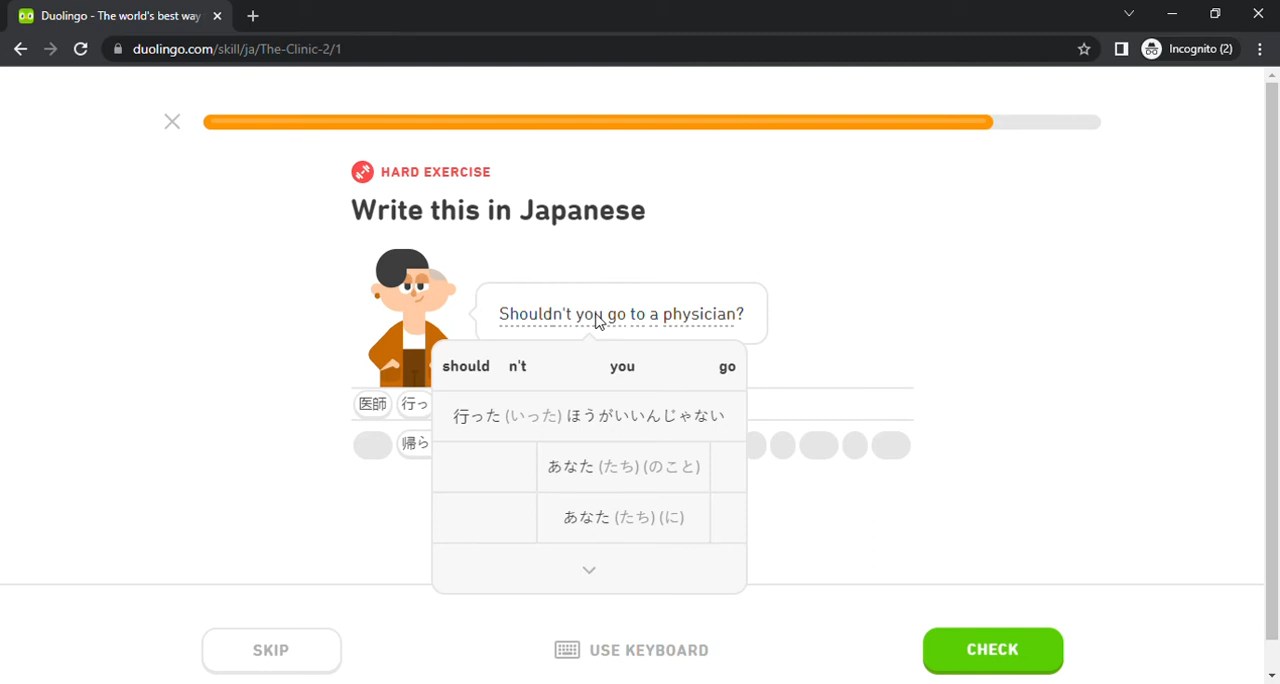 Duolingo - The world's best way
duolingo.com/skill/ja/The-Clinic-2/1
Incognito (2)
HARD EXERCISE
Write this in Japanese
Shouldn't you go to a physician?
should n't you go
医師 行っ
行った (いった) ほうがいいんじゃない
帰ら
あなた (たち) (のこと)
あなた (たち) (に)
SKIP
USE KEYBOARD
CHECK